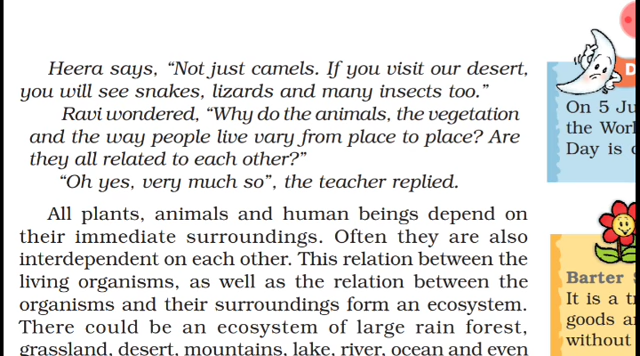 Heera says, “Not just camels. If you visit our desert,
you will see snakes, lizards and many insects too.”
Ravi wondered, “Why do the animals, the vegetation
and the way people live vary from place to place? Are
they all related to each other?”
“Oh yes, very much so”, the teacher replied.
All plants, animals and human beings depend on
their immediate surroundings. Often they are also
interdependent on each other. This relation between the
living organisms, as well as the relation between the
organisms and their surroundings form an ecosystem.
There could be an ecosystem of large rain forest,
grassland, desert, mountains, lake, river, ocean and even
D
On 5 Ju
the Worl
Day is
Barter
It is a
goods a
without